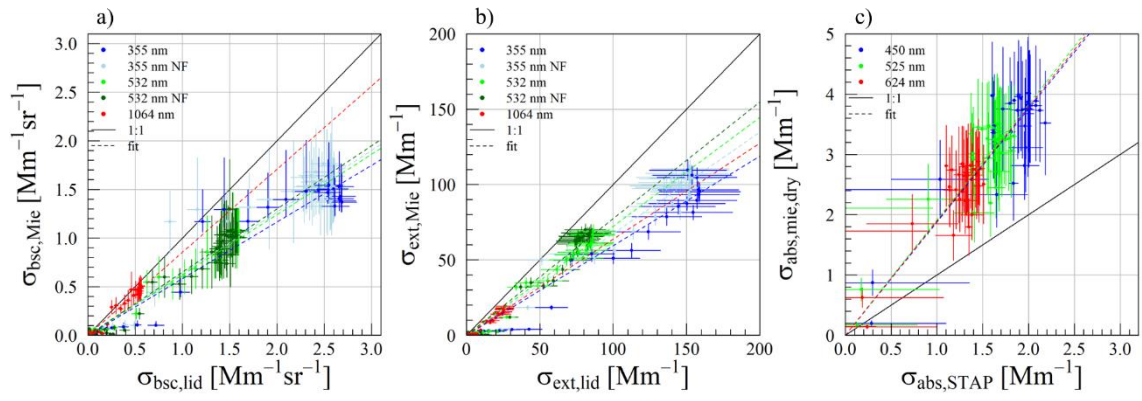 a)
3.1
3.0
2.5
2.0
1.5
1.0
0.5
0.0
355 nm
355 nm NF
532 nm
532 nm NF
1064 nm
1:1
fit
0.0 0.5 1.0 1.5 2.0 2.5 3.0
σbsc,Mie [Mm−1sr−1]
σbsc,lid [Mm−1sr−1]
b)
200
150
100
50
0
355 nm
355 nm NF
532 nm
532 nm NF
1064 nm
1:1
fit
0 50 100 150 200
σext,Mie [Mm−1]
σext,lid [Mm−1]
c)
5
4
3
2
1
0
450 nm
525 nm
624 nm
1:1
fit
0.0 1.0 2.0 3.0
σabs,mie,dry [Mm−1]
σabs,STAP [Mm−1]